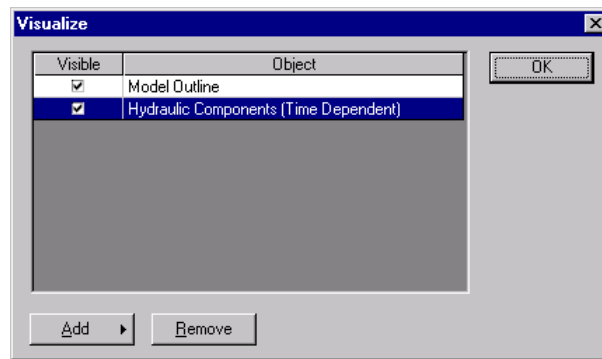 Visualize
Visible Object
Model Outline
Hydraulic Components (Time Dependent)
OK
Add
Remove